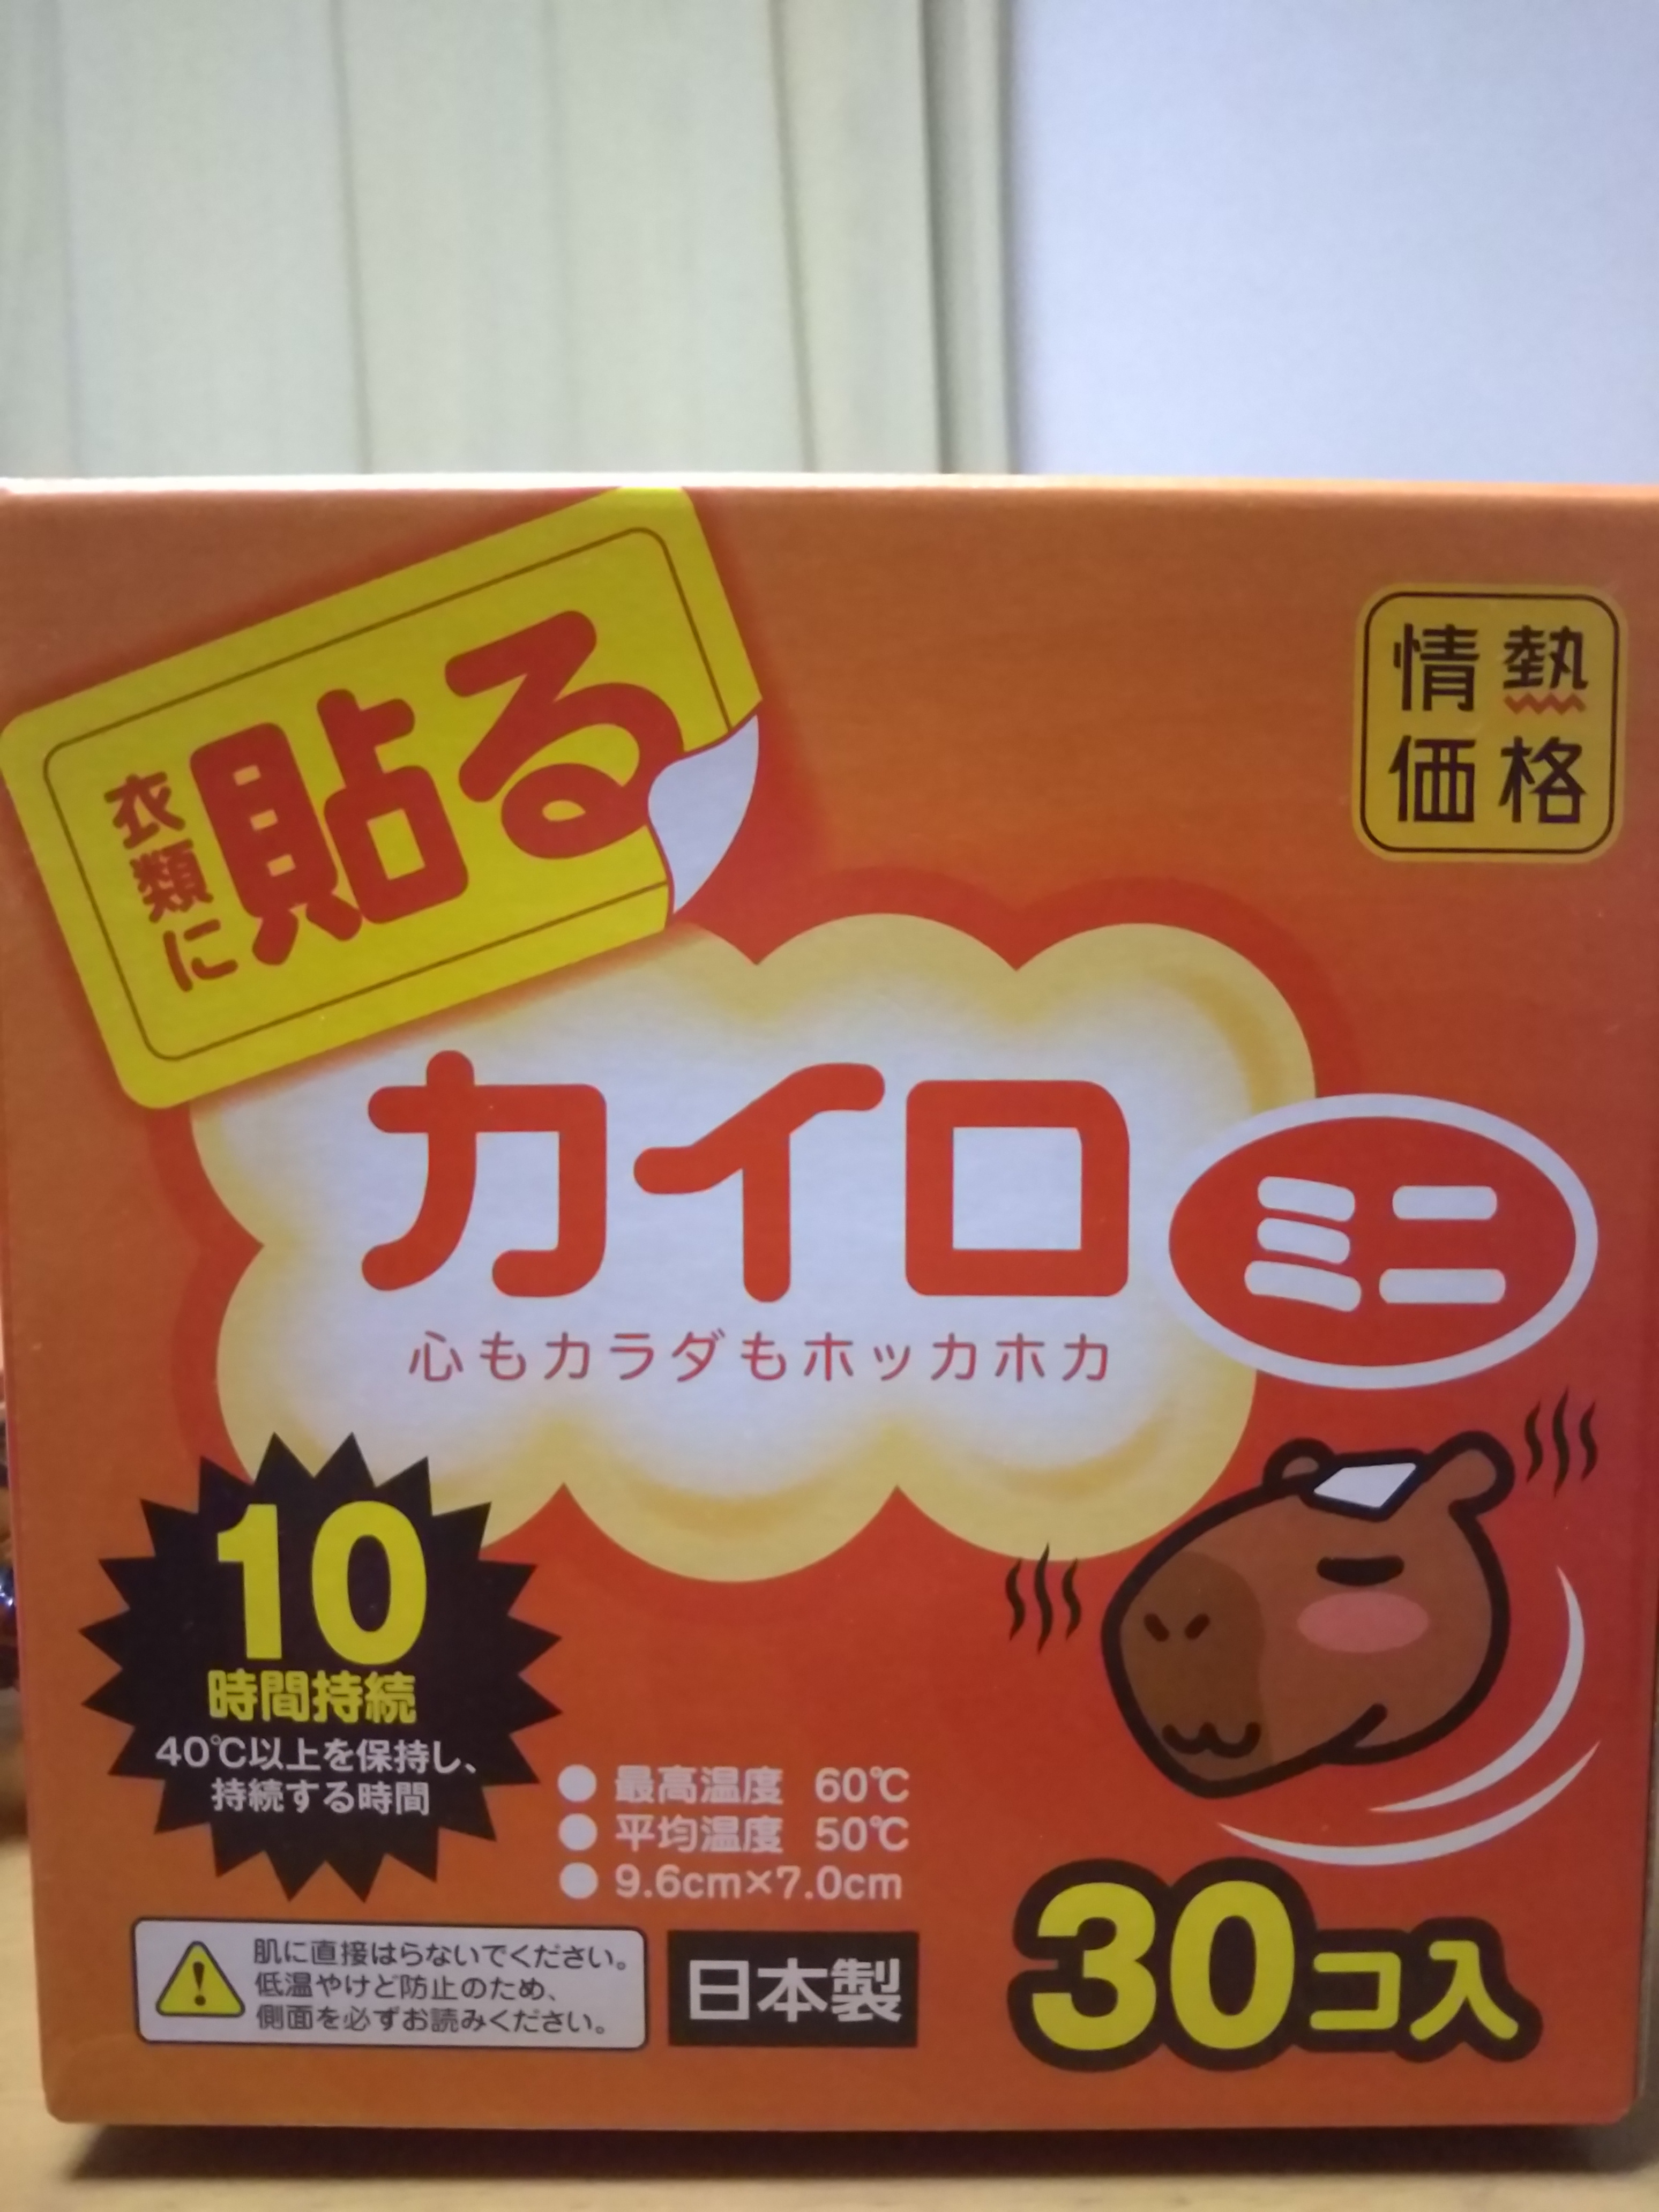 衣類に
貼る
情熱
価格
カイロ
ミニ
心もカラダもホッカホカ
10
時間持続
40℃以上を保持し、
持続する時間
● 最高温度 60℃
● 平均温度 50℃
● 9.6cm×7.0cm
肌に直接はらないでください。
低温やけど防止のため、
側面を必ずお読みください。
日本製
30コ入